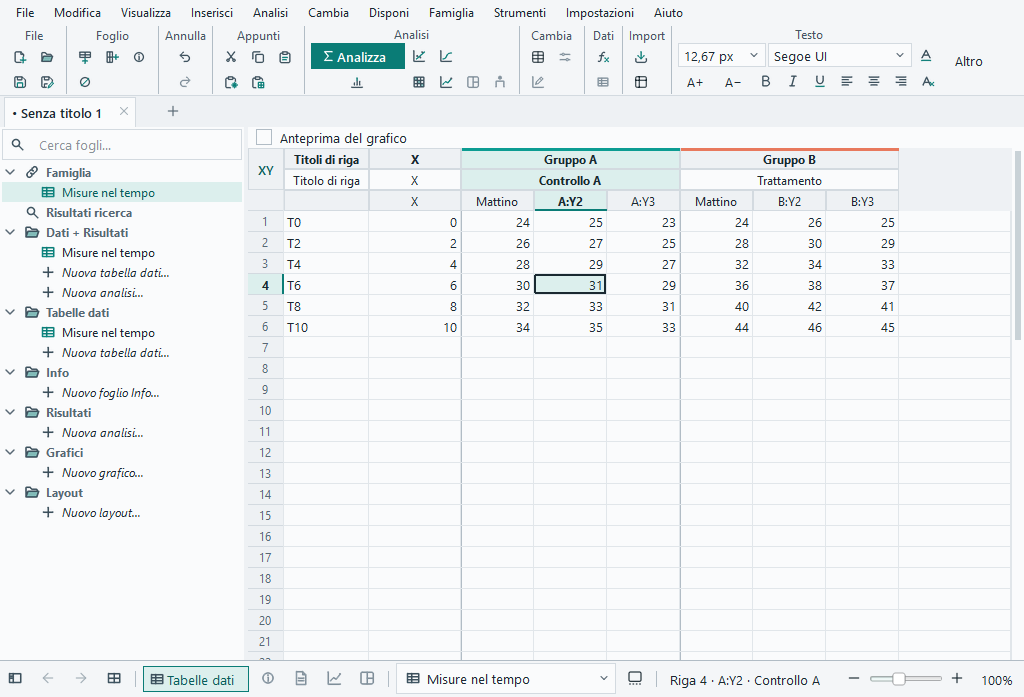 File Modifica Visualizza Inserisci Analisi Cambia Disponi Famiglia Strumenti Impostazioni Aiuto
File Foglio Annulla Appunti Analisi Cambia Dati Import Testo
Σ Analizza
12,67 px Segoe UI
Altro
A+ A− B I U
• Senza titolo 1
Cerca fogli...
Famiglia
Misure nel tempo
Risultati ricerca
Dati + Risultati
Misure nel tempo
Nuova tabella dati...
Nuova analisi...
Tabelle dati
Misure nel tempo
Nuova tabella dati...
Info
Nuovo foglio Info...
Risultati
Nuova analisi...
Grafici
Nuovo grafico...
Layout
Nuovo layout...
Anteprima del grafico
XY
Titoli di riga X Gruppo A Gruppo B
Titolo di riga X Controllo A Trattamento
X Mattino A:Y2 A:Y3 Mattino B:Y2 B:Y3
1 T0 0 24 25 23 24 26 25
2 T2 2 26 27 25 28 30 29
3 T4 4 28 29 27 32 34 33
4 T6 6 30 31 29 36 38 37
5 T8 8 32 33 31 40 42 41
6 T10 10 34 35 33 44 46 45
7
8
9
10
11
12
13
14
15
16
17
18
19
20
21
Tabelle dati Misure nel tempo Riga 4 · A:Y2 · Controllo A 100%